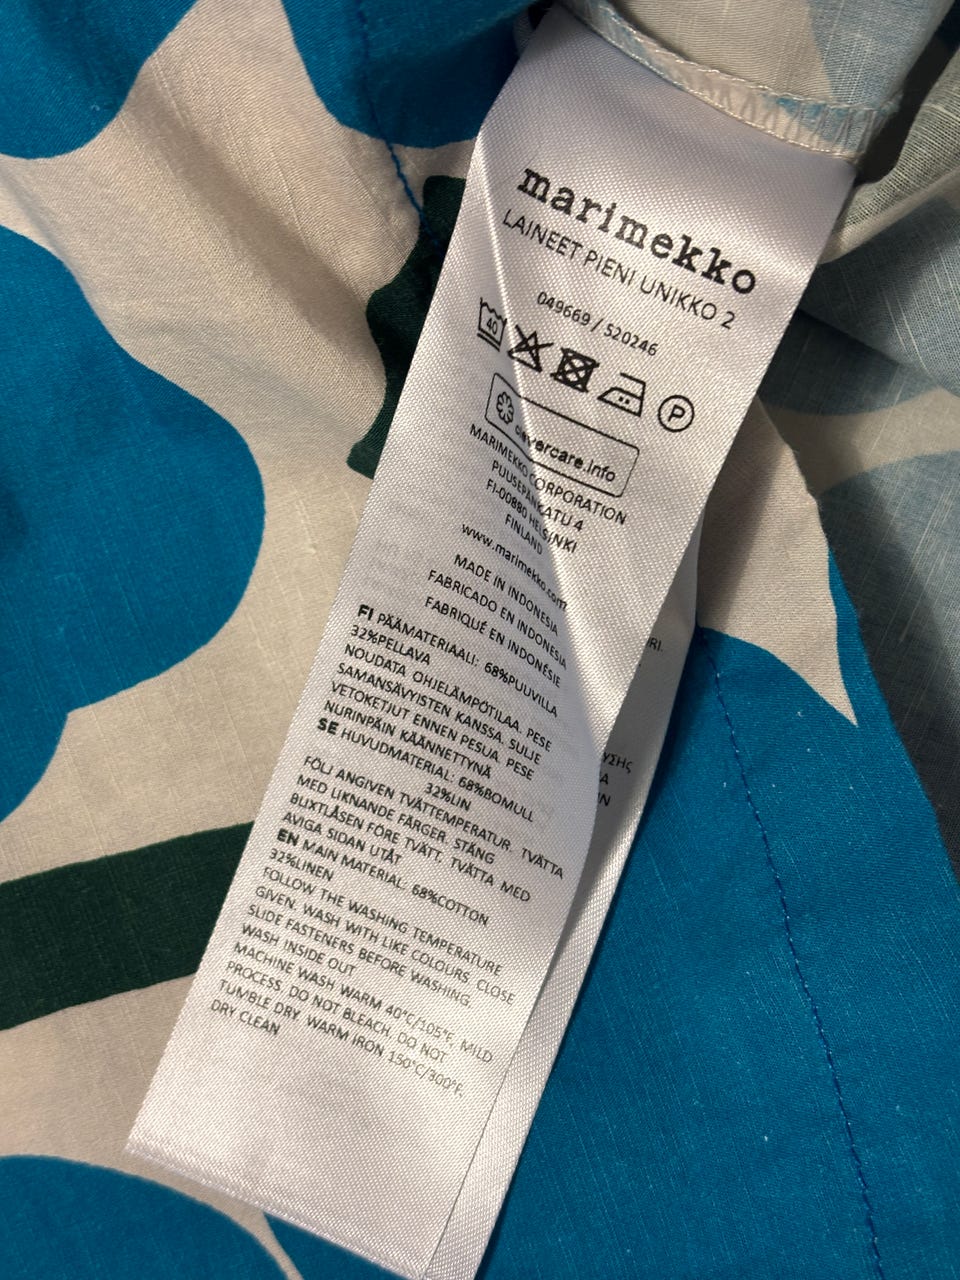 marimekko
LAINEET PIENI UNIKKO 2
049669 / 520246
40
P
clevercare.info
MARIMEKKO CORPORATION
PUUSEPÄNKATU 4
FI-00880 HELSINKI
FINLAND
www.marimekko.com
MADE IN INDONESIA
FABRICADO EN INDONESIA
FABRIQUÉ EN INDONÉSIE
FI PÄÄMATERIAALI: 68%PUUVILLA
32%PELLAVA
NOUDATA OHJELÄMPÖTILAA. PESE
SAMANSÄVYISTEN KANSSA. SULJE
VETOKETJUT ENNEN PESUA. PESE
NURINPÄIN KÄÄNNETTYNÄ
SE HUVUDMATERIAL: 68%BOMULL
32%LIN
FÖLJ ANGIVEN TVÄTTEMPERATUR. TVÄTTA
MED LIKNANDE FÄRGER. STÄNG
BLIXTLÅSEN FÖRE TVÄTT. TVÄTTA MED
AVIGA SIDAN UTÅT
EN MAIN MATERIAL: 68%COTTON
32%LINEN
FOLLOW THE WASHING TEMPERATURE
GIVEN. WASH WITH LIKE COLOURS. CLOSE
SLIDE FASTENERS BEFORE WASHING.
WASH INSIDE OUT
MACHINE WASH WARM 40°C/105°F, MILD
PROCESS. DO NOT BLEACH. DO NOT
TUMBLE DRY. WARM IRON 150°C/300°F.
DRY CLEAN
RI.
ΥΣΗΣ
IN